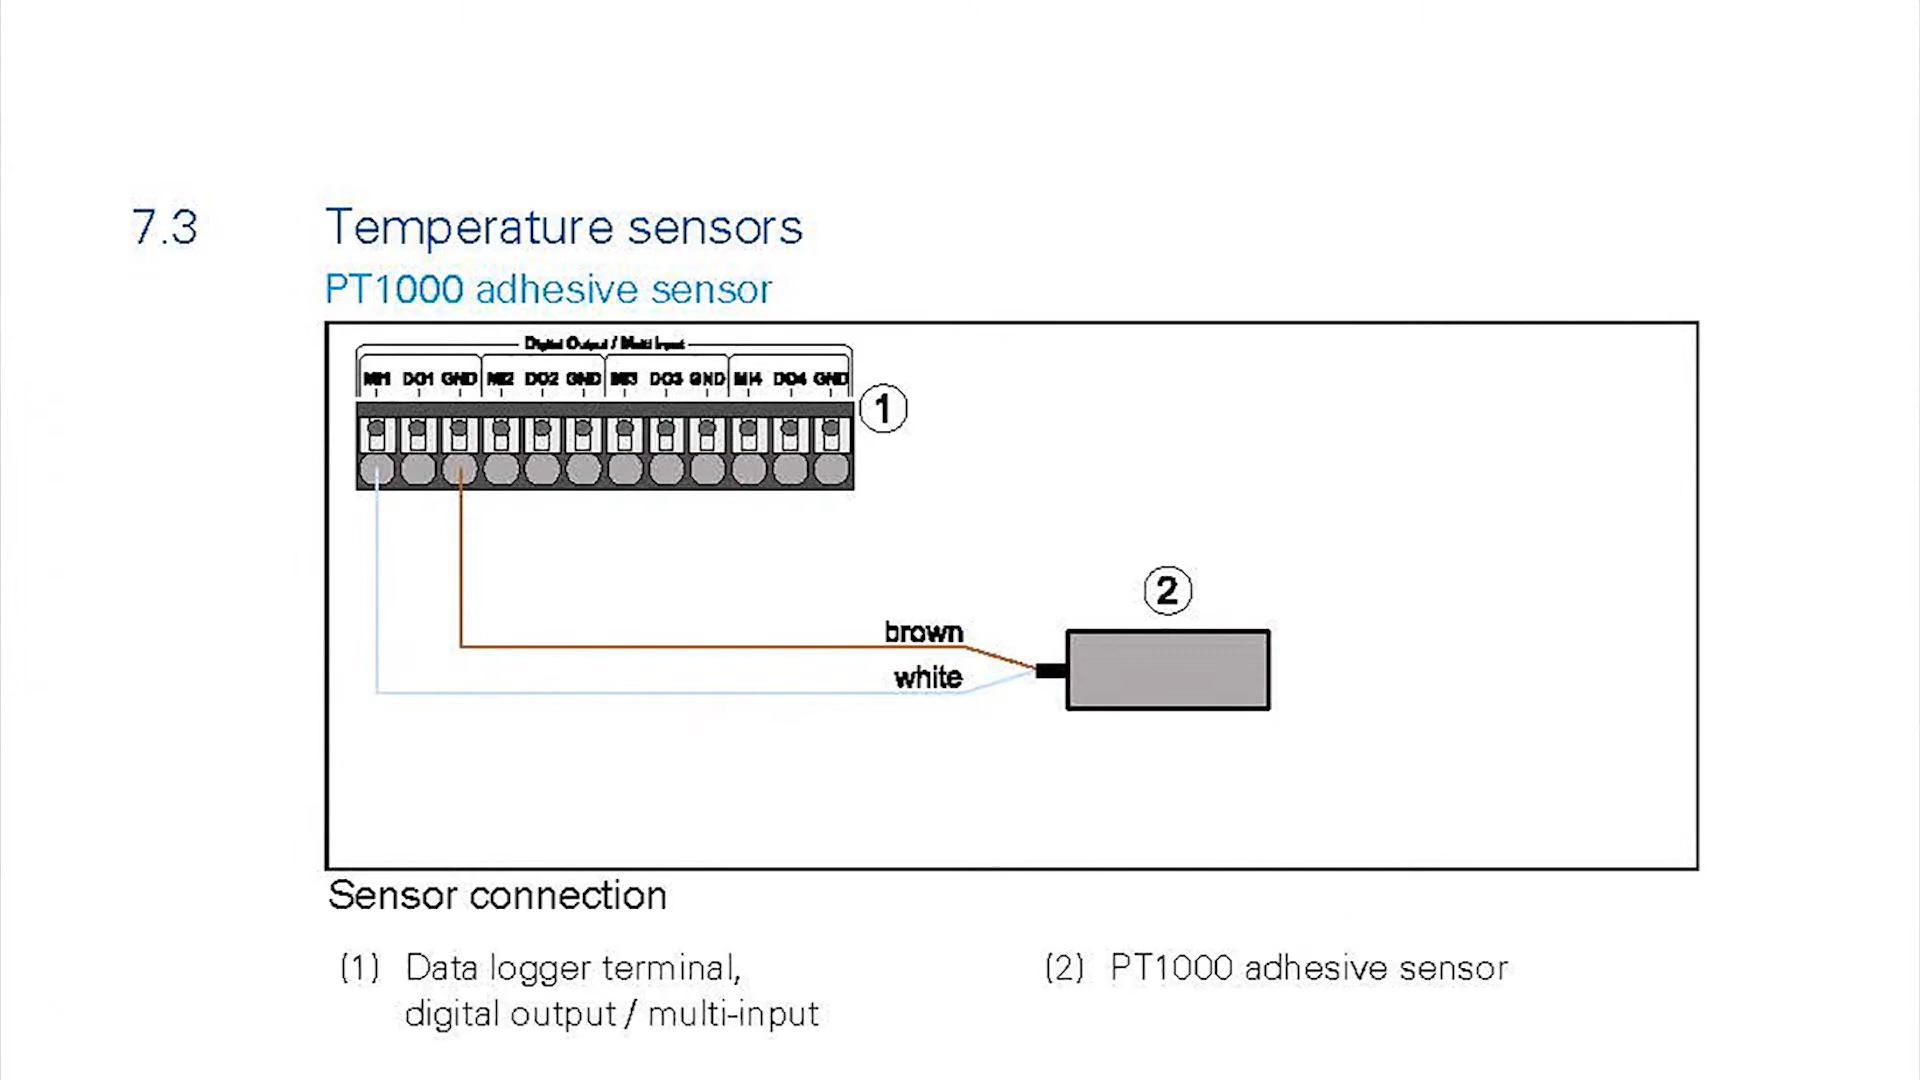 7.3 Temperature sensors
PT1000 adhesive sensor
Digital Output / Multi Input
MI1 DO1 GND MI2 DO2 GND MI3 DO3 GND MI4 DO4 GND
1
2
brown
white
Sensor connection
(1) Data logger terminal, (2) PT1000 adhesive sensor
digital output / multi-input